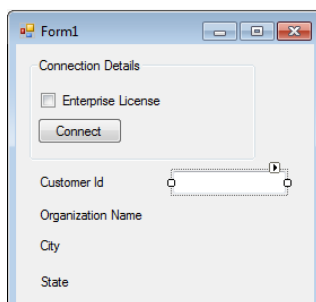 Form1
Connection Details
Enterprise License
Connect
Customer Id
Organization Name
City
State